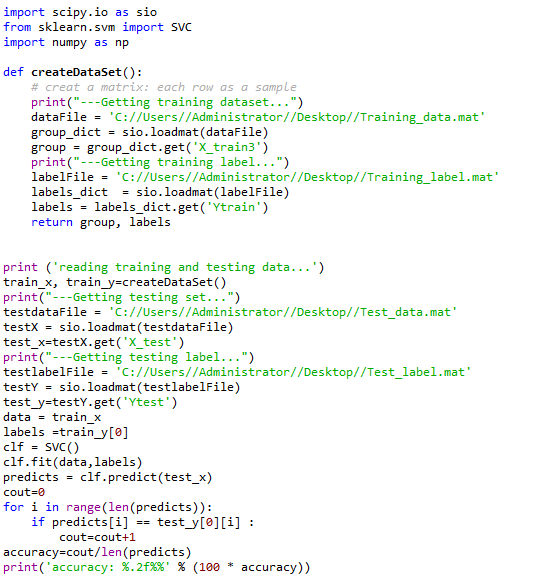 import scipy.io as sio
from sklearn.svm import SVC
import numpy as np

def createDataSet():
    # creat a matrix: each row as a sample
    print("---Getting training dataset...")
    dataFile = 'C://Users//Administrator//Desktop//Training_data.mat'
    group_dict = sio.loadmat(dataFile)
    group = group_dict.get('X_train3')
    print("---Getting training label...")
    labelFile = 'C://Users//Administrator//Desktop//Training_label.mat'
    labels_dict  = sio.loadmat(labelFile)
    labels = labels_dict.get('Ytrain')
    return group, labels


print ('reading training and testing data...')
train_x, train_y=createDataSet()
print("---Getting testing set...")
testdataFile = 'C://Users//Administrator//Desktop//Test_data.mat'
testX = sio.loadmat(testdataFile)
test_x=testX.get('X_test')
print("---Getting testing label...")
testlabelFile = 'C://Users//Administrator//Desktop//Test_label.mat'
testY = sio.loadmat(testlabelFile)
test_y=testY.get('Ytest')
data = train_x
labels =train_y[0]
clf = SVC()
clf.fit(data,labels)
predicts = clf.predict(test_x)
cout=0
for i in range(len(predicts)):
    if predicts[i] == test_y[0][i] :
        cout=cout+1
accuracy=cout/len(predicts)
print('accuracy: %.2f%%' % (100 * accuracy))